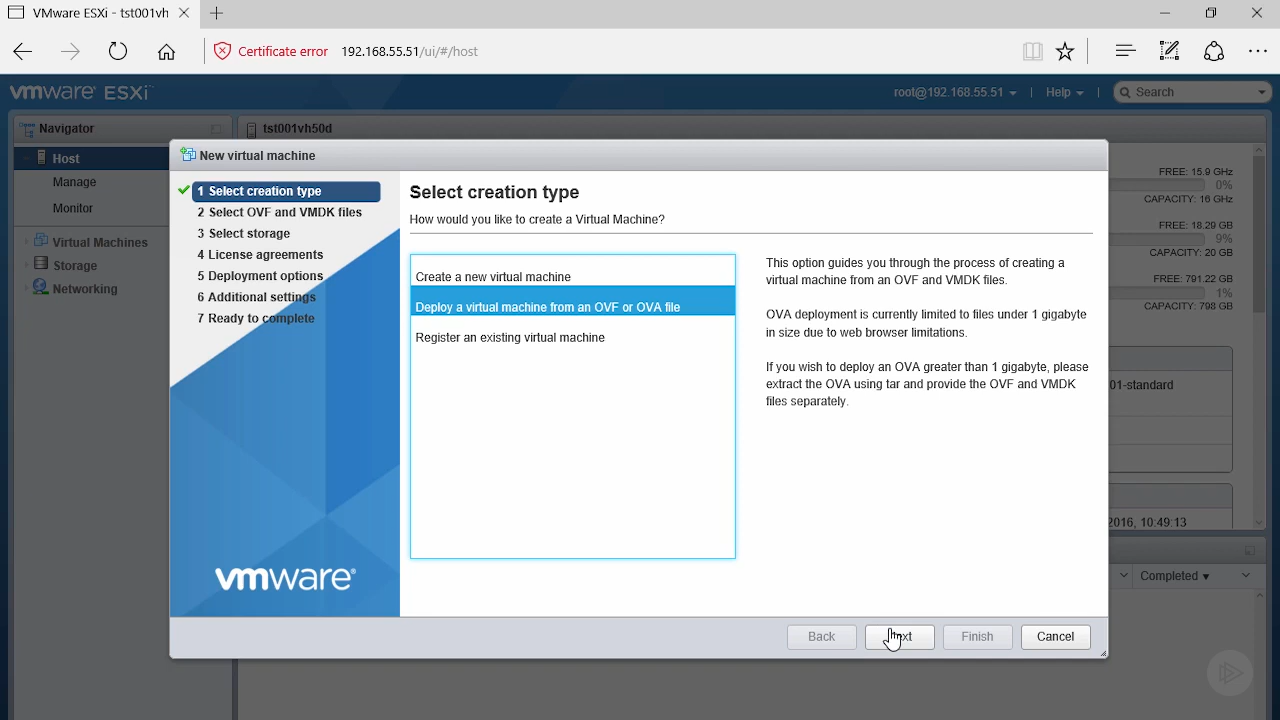 VMware ESXi - tst001vh
Certificate error 192.168.55.51/ui/#/host
vmware ESXi™
root@192.168.55.51 | Help | Search
Navigator
tst001vh50d
Host
Manage
Monitor
Virtual Machines
Storage
Networking
New virtual machine
1 Select creation type
2 Select OVF and VMDK files
3 Select storage
4 License agreements
5 Deployment options
6 Additional settings
7 Ready to complete
vmware®
Select creation type
How would you like to create a Virtual Machine?
Create a new virtual machine
Deploy a virtual machine from an OVF or OVA file
Register an existing virtual machine
This option guides you through the process of creating a
virtual machine from an OVF and VMDK files.
OVA deployment is currently limited to files under 1 gigabyte
in size due to web browser limitations.
If you wish to deploy an OVA greater than 1 gigabyte, please
extract the OVA using tar and provide the OVF and VMDK
files separately.
Back
Finish
Cancel
FREE: 15.9 GHz
0%
CAPACITY: 16 GHz
FREE: 18.29 GB
9%
CAPACITY: 20 GB
FREE: 791.22 GB
1%
CAPACITY: 798 GB
01-standard
2016, 10:49:13
Completed